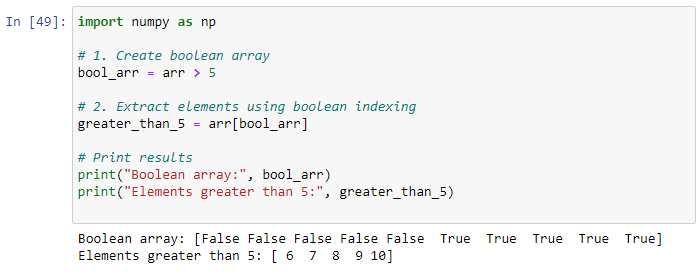 In [49]: import numpy as np
# 1. Create boolean array
bool_arr = arr > 5
# 2. Extract elements using boolean indexing
greater_than_5 = arr[bool_arr]
# Print results
print("Boolean array:", bool_arr)
print("Elements greater than 5:", greater_than_5)
Boolean array: [False False False False False  True  True  True  True  True]
Elements greater than 5: [ 6  7  8  9 10]